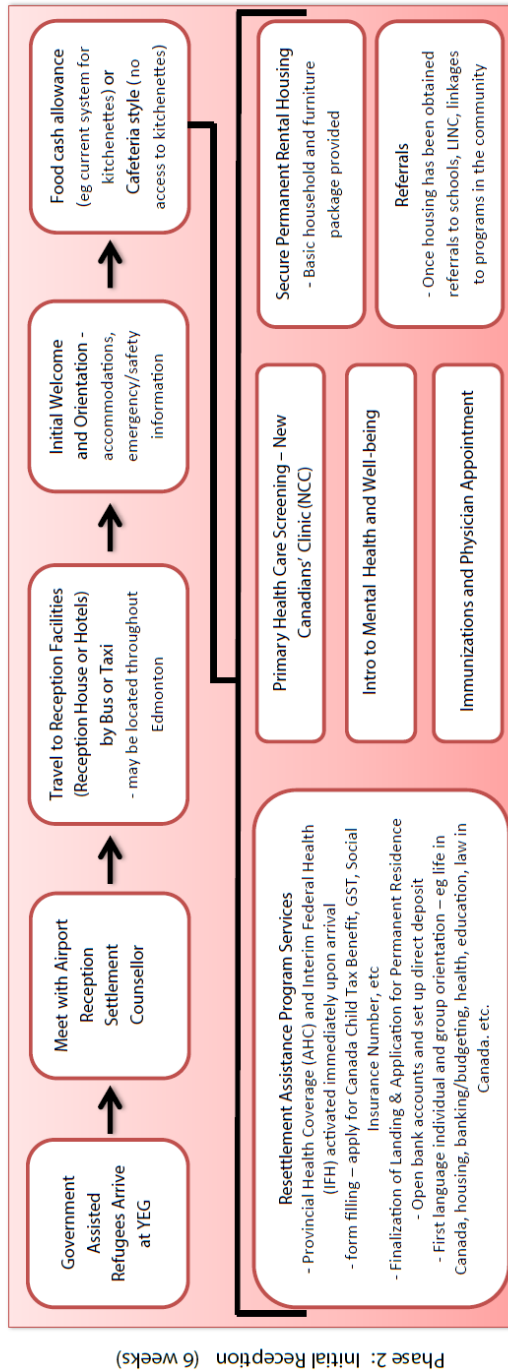 Phase 2: Initial Reception (6 weeks)
Government
Assisted
Refugees Arrive
at YEG
Meet with Airport
Reception
Settlement
Counsellor
Travel to Reception Facilities
(Reception House or Hotels)
by Bus or Taxi
- may be located throughout
Edmonton
Initial Welcome
and Orientation -
accommodations,
emergency/safety
information
Food cash allowance
(eg current system for
kitchenettes) or
Cafeteria style (no
access to kitchenettes)
Resettlement Assistance Program Services
- Provincial Health Coverage (AHC) and Interim Federal Health
(IFH) activated immediately upon arrival
- form filling – apply for Canada Child Tax Benefit, GST, Social
Insurance Number, etc
- Finalization of Landing & Application for Permanent Residence
- Open bank accounts and set up direct deposit
- First language individual and group orientation – eg life in
Canada, housing, banking/budgeting, health, education, law in
Canada. etc.
Primary Health Care Screening – New
Canadians' Clinic (NCC)
Intro to Mental Health and Well-being
Immunizations and Physician Appointment
Secure Permanent Rental Housing
- Basic household and furniture
package provided
Referrals
- Once housing has been obtained
referrals to schools, LINC, linkages
to programs in the community